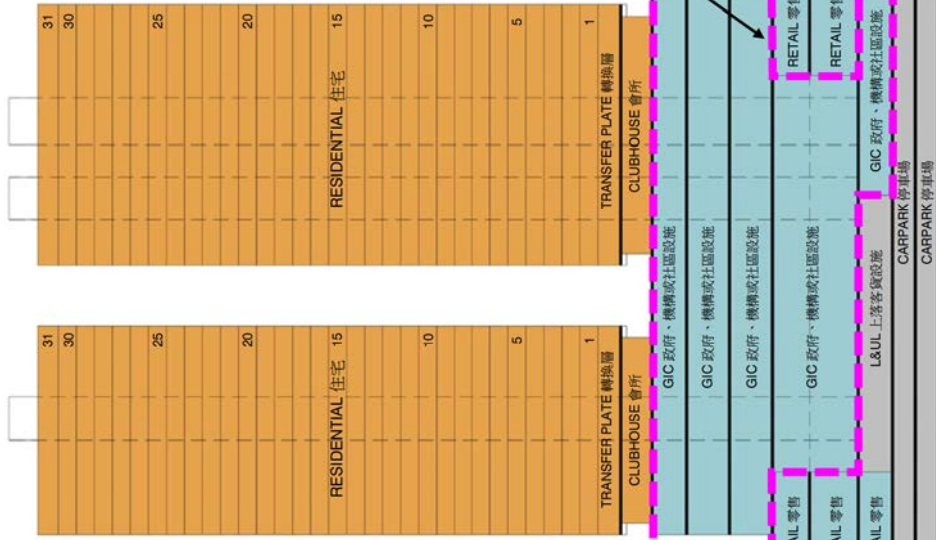 31
30
25
20
RESIDENTIAL 住宅
15
10
5
1
TRANSFER PLATE 轉換層
CLUBHOUSE 會所
31
30
25
20
RESIDENTIAL 住宅
15
10
5
1
TRANSFER PLATE 轉換層
CLUBHOUSE 會所
GIC 政府、機構或社區設施
GIC 政府、機構或社區設施
GIC 政府、機構或社區設施
GIC 政府、機構或社區設施
零售
零售
零售
RETAIL 零售
RETAIL 零售
L&UL 上落客貨設施
GIC 政府、機構或社區設施
CARPARK 停車場
CARPARK 停車場